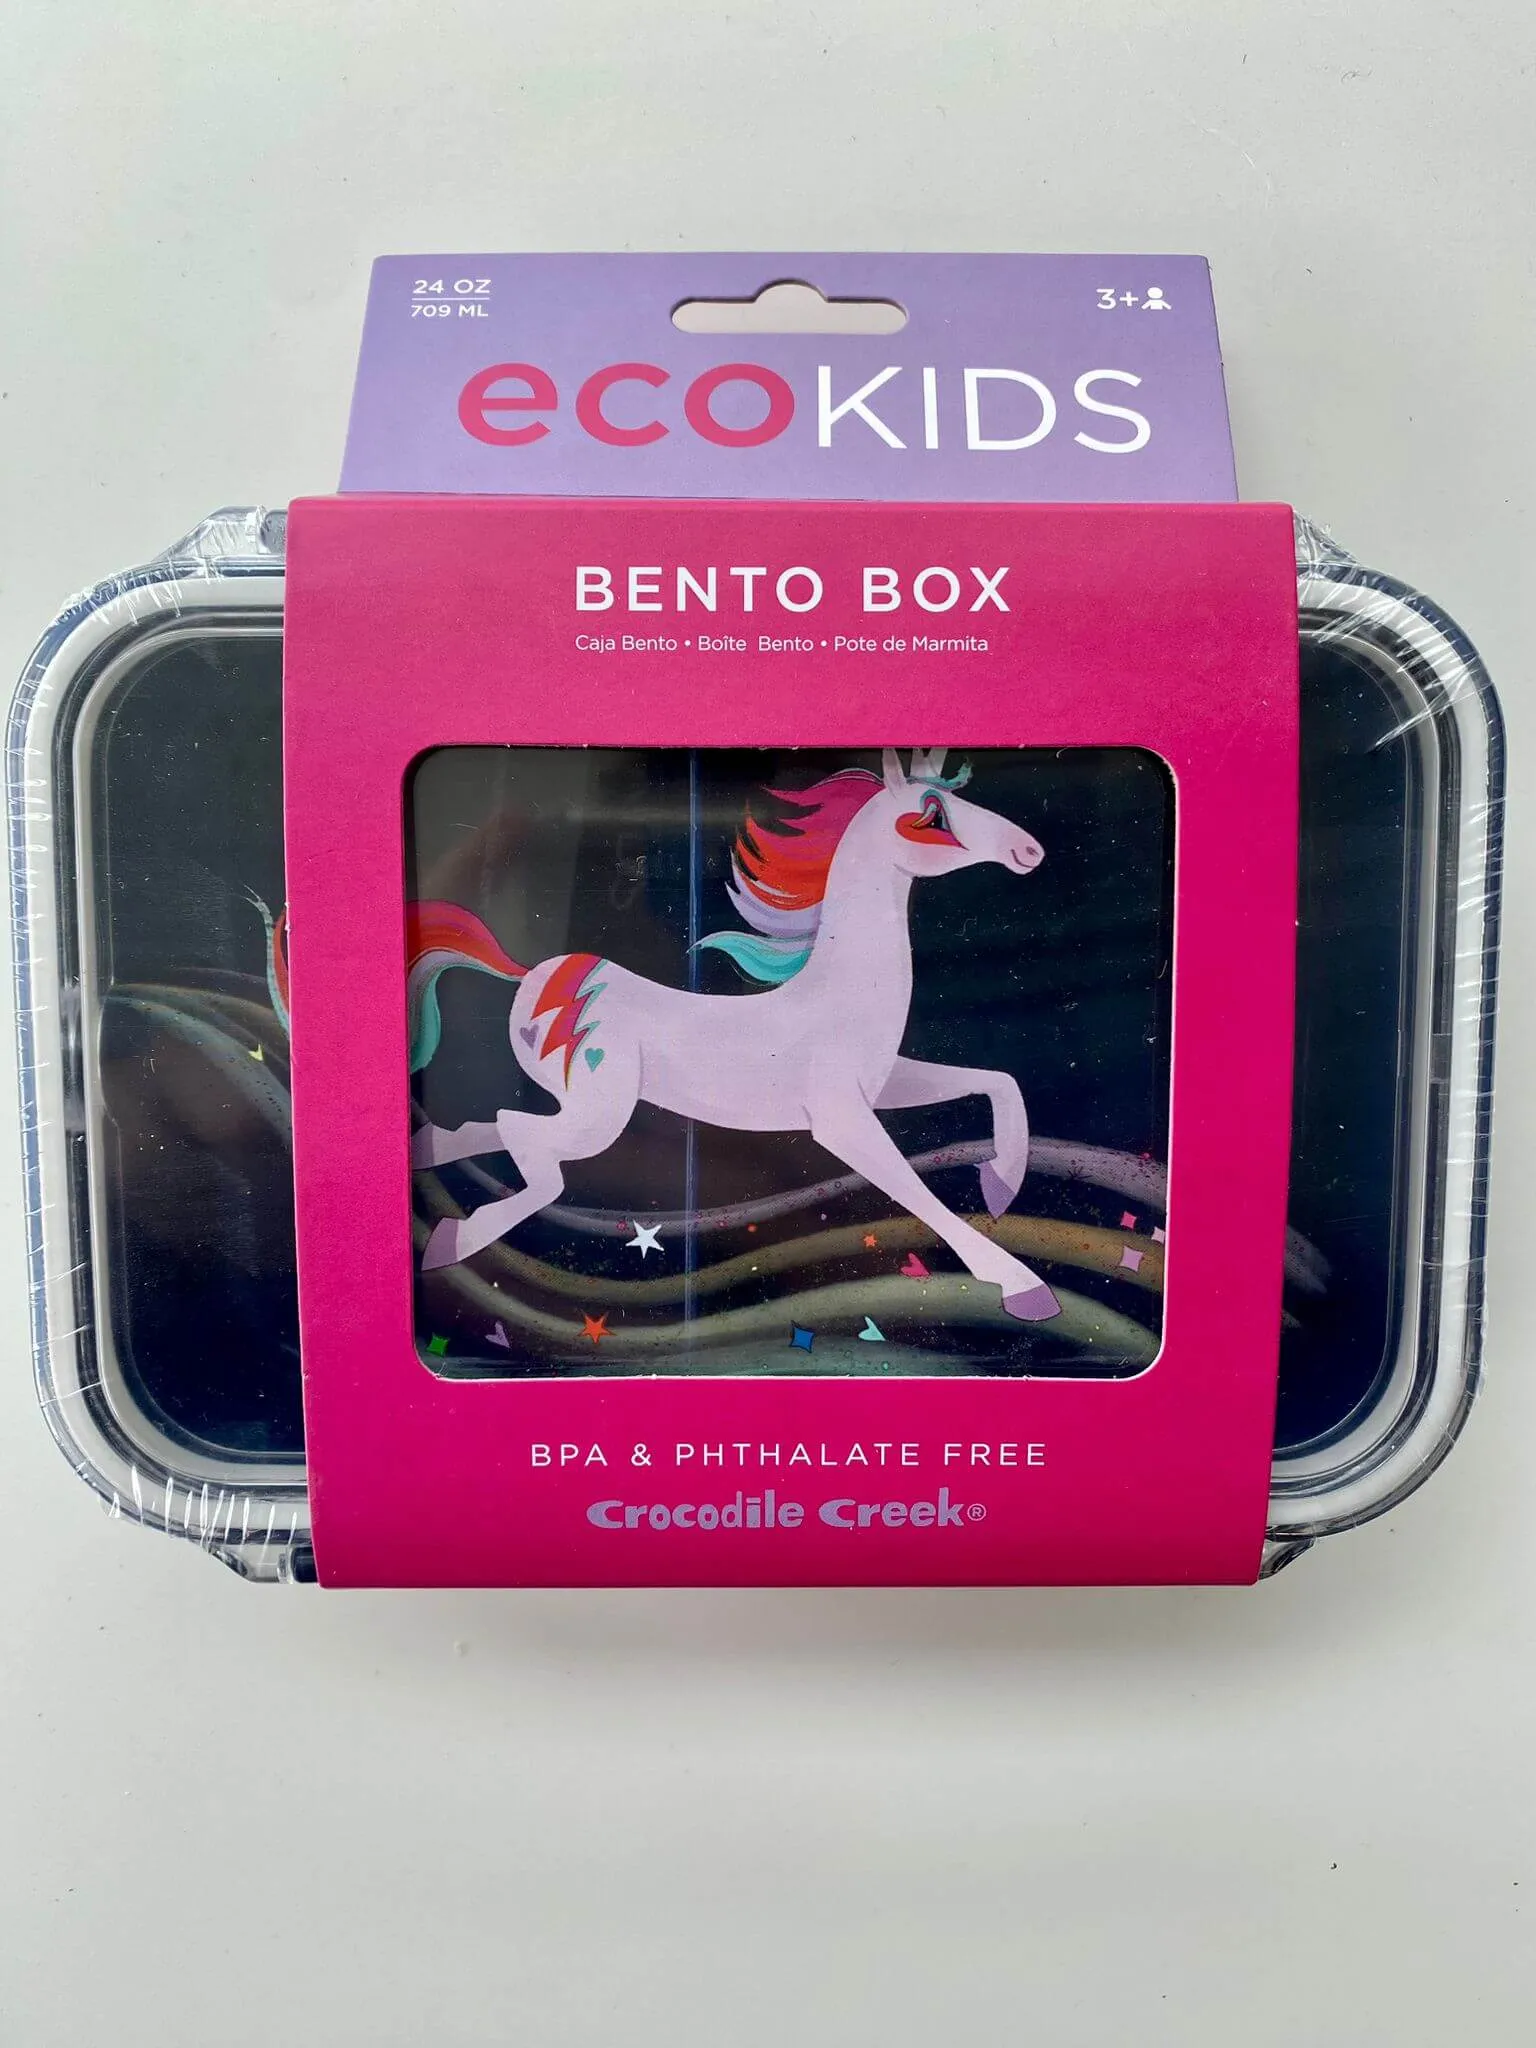 24 OZ
709 ML
3+
ecoKIDS
BENTO BOX
Caja Bento • Boîte Bento • Pote de Marmita
BPA & PHTHALATE FREE
Crocodile Creek®